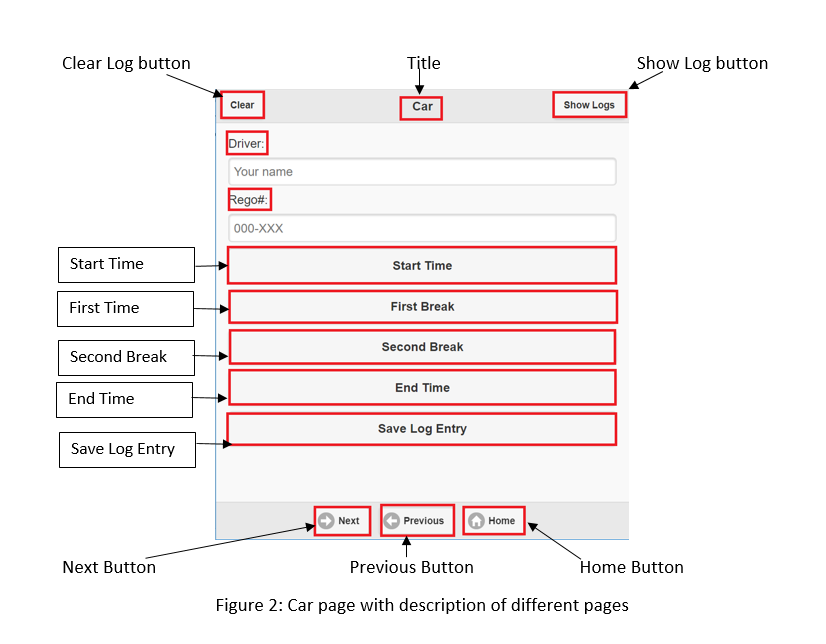 Clear Log button
Title
Show Log button
Clear
Car
Show Logs
Driver:
Your name
Rego#:
000-XXX
Start Time
Start Time
First Time
First Break
Second Break
Second Break
End Time
End Time
Save Log Entry
Save Log Entry
Next
Previous
Home
Next Button
Previous Button
Home Button
Figure 2: Car page with description of different pages